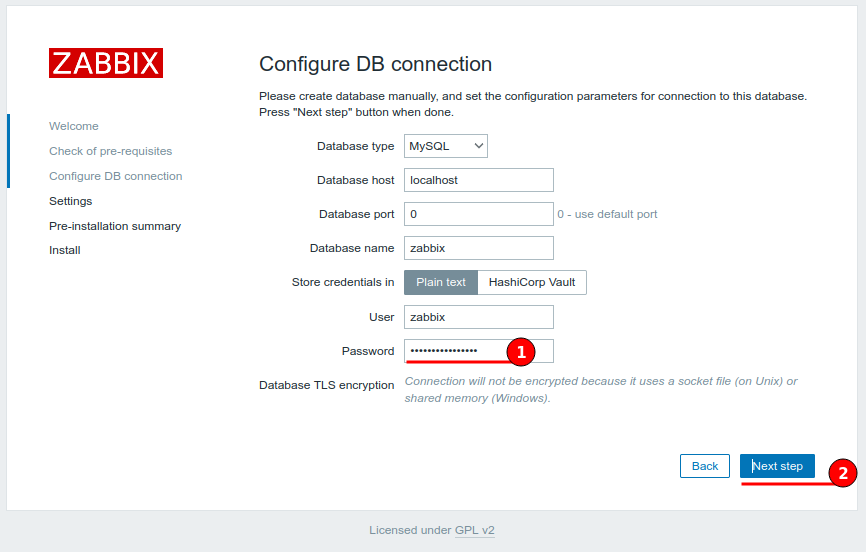 ZABBIX
Welcome
Check of pre-requisites
Configure DB connection
Settings
Pre-installation summary
Install
Configure DB connection
Please create database manually, and set the configuration parameters for connection to this database.
Press "Next step" button when done.
Database type MySQL
Database host localhost
Database port 0 0 - use default port
Database name zabbix
Store credentials in Plain text HashiCorp Vault
User zabbix
Password •••••••••••••••• 1
Database TLS encryption Connection will not be encrypted because it uses a socket file (on Unix) or
shared memory (Windows).
Back Next step 2
Licensed under GPL v2